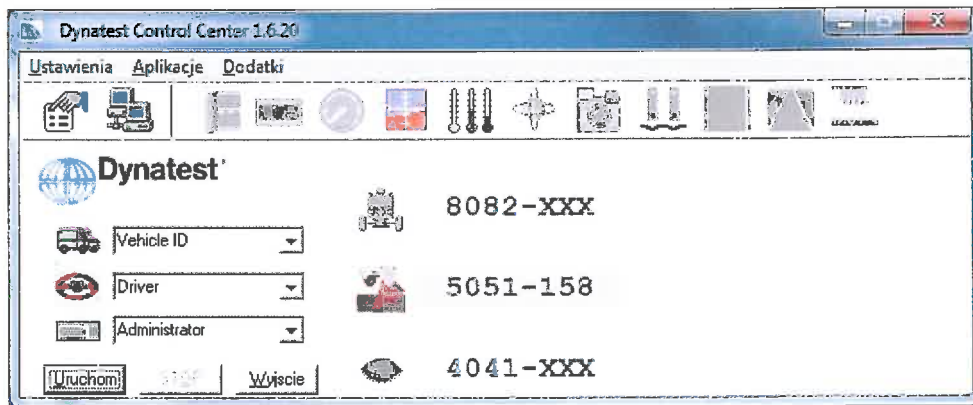 Dynatest Control Center 1.6.20
Ustawienia Aplikacje Dodatki
Dynatest
8082-XXX
Vehicle ID
Driver
5051-158
Administrator
Uruchom Wyjscie
4041-XXX